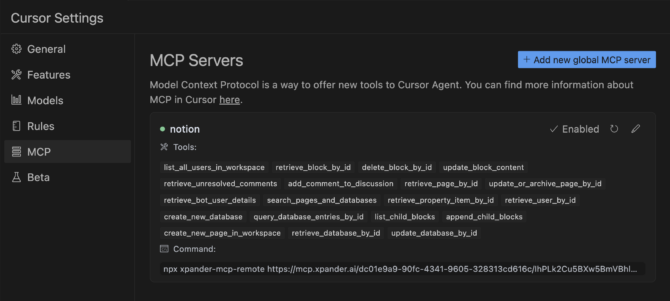 Cursor Settings
General
Features
Models
Rules
MCP
Beta
MCP Servers
+ Add new global MCP server
Model Context Protocol is a way to offer new tools to Cursor Agent. You can find more information about
MCP in Cursor here.
notion
Enabled
Tools:
list_all_users_in_workspace retrieve_block_by_id delete_block_by_id update_block_content
retrieve_unresolved_comments add_comment_to_discussion retrieve_page_by_id update_or_archive_page_by_id
retrieve_bot_user_details search_pages_and_databases retrieve_property_item_by_id retrieve_user_by_id
create_new_database query_database_entries_by_id list_child_blocks append_child_blocks
create_new_page_in_workspace retrieve_database_by_id update_database_by_id
Command:
npx xpander-mcp-remote https://mcp.xpander.ai/dc01e9a9-90fc-4341-9605-328313cd616c/IhPLk2Cu5BXw5BmVBhl...